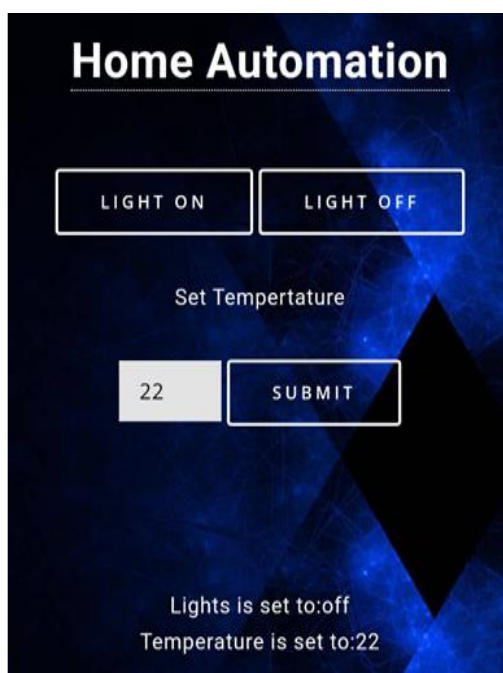 Home Automation
LIGHT ON LIGHT OFF
Set Tempertature
22 SUBMIT
Lights is set to:off
Temperature is set to:22